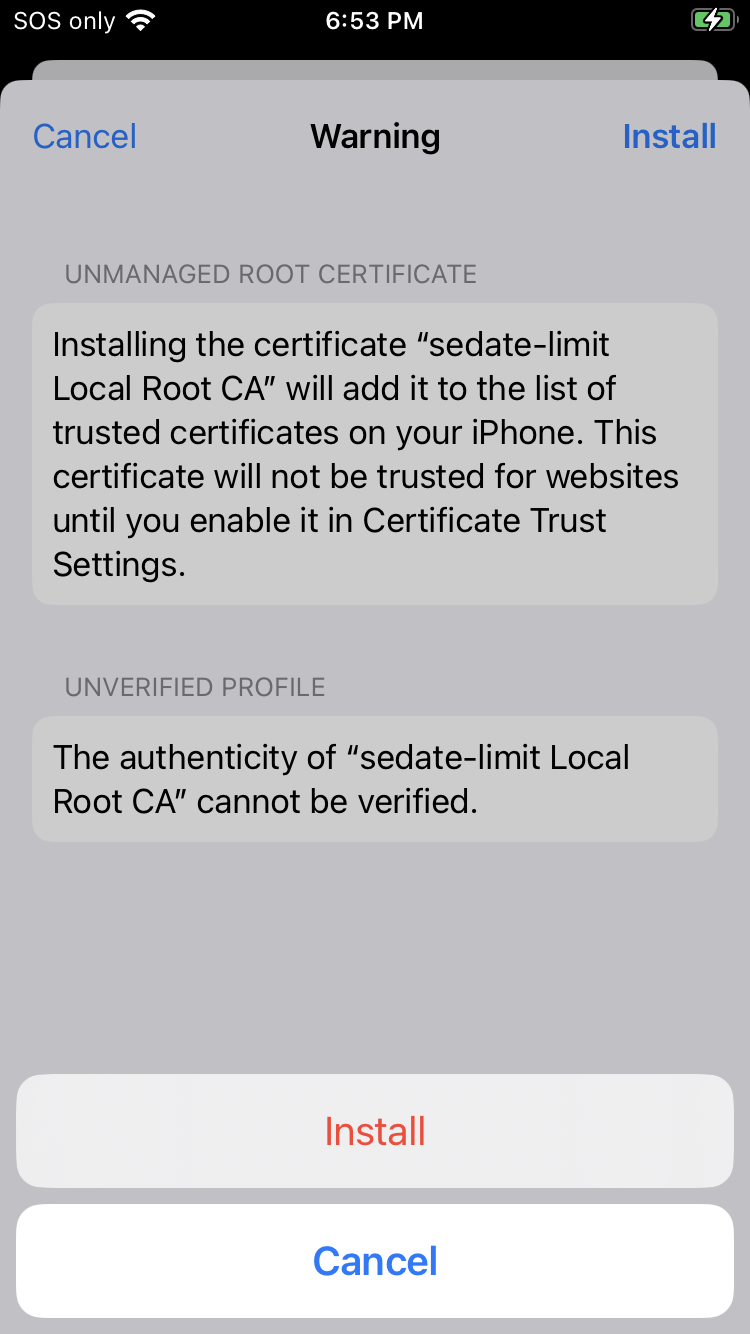 SOS only
6:53 PM
Cancel
Warning
Install
UNMANAGED ROOT CERTIFICATE
Installing the certificate “sedate-limit
Local Root CA” will add it to the list of
trusted certificates on your iPhone. This
certificate will not be trusted for websites
until you enable it in Certificate Trust
Settings.
UNVERIFIED PROFILE
The authenticity of “sedate-limit Local
Root CA” cannot be verified.
Install
Cancel